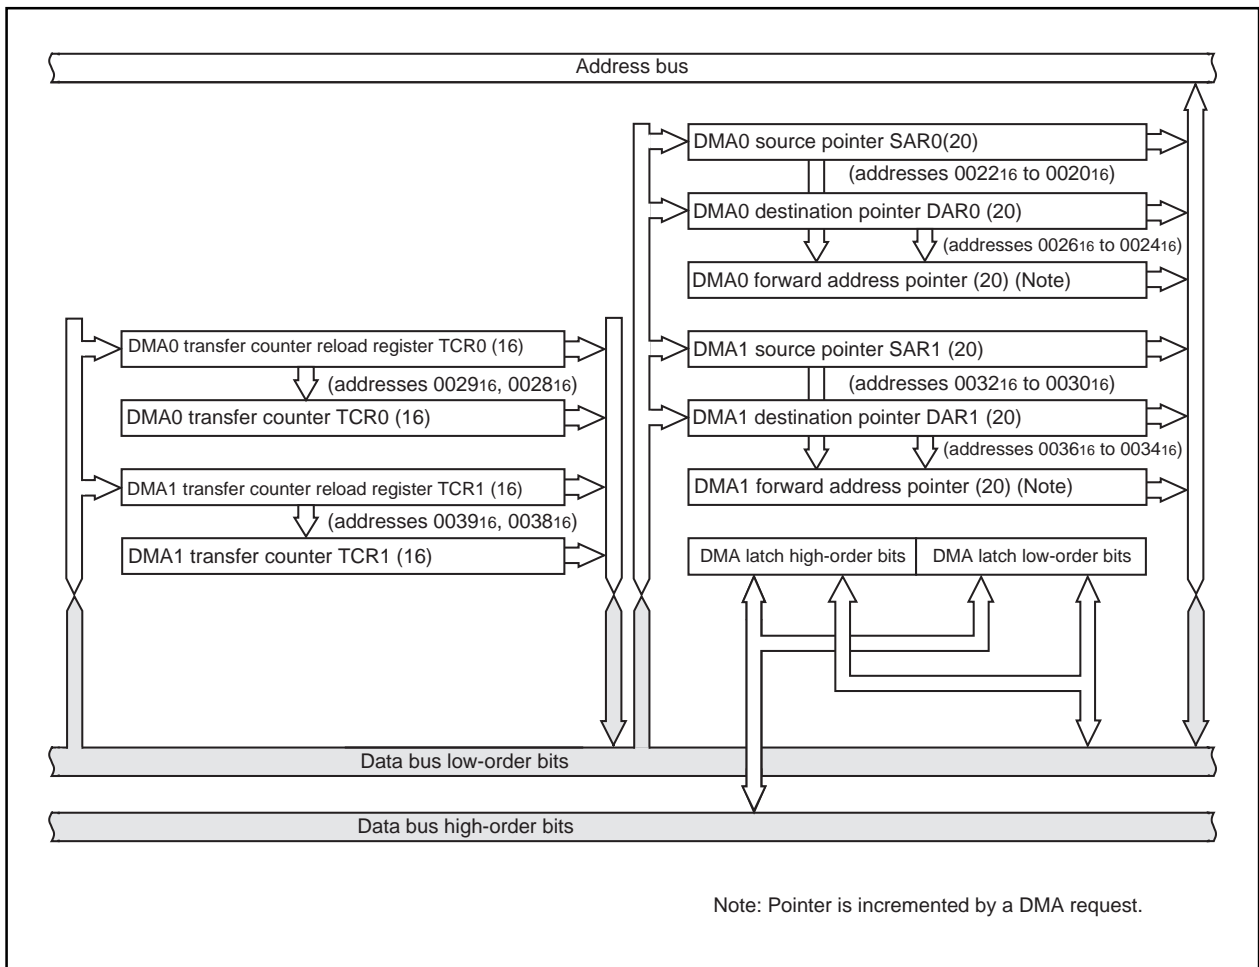 Address bus
DMA0 source pointer SAR0(20)
(addresses 002216 to 002016)
DMA0 destination pointer DAR0 (20)
(addresses 002616 to 002416)
DMA0 forward address pointer (20) (Note)
DMA0 transfer counter reload register TCR0 (16)
(addresses 002916, 002816)
DMA0 transfer counter TCR0 (16)
DMA1 transfer counter reload register TCR1 (16)
(addresses 003916, 003816)
DMA1 transfer counter TCR1 (16)
DMA1 source pointer SAR1 (20)
(addresses 003216 to 003016)
DMA1 destination pointer DAR1 (20)
(addresses 003616 to 003416)
DMA1 forward address pointer (20) (Note)
DMA latch high-order bits DMA latch low-order bits
Data bus low-order bits
Data bus high-order bits
Note: Pointer is incremented by a DMA request.